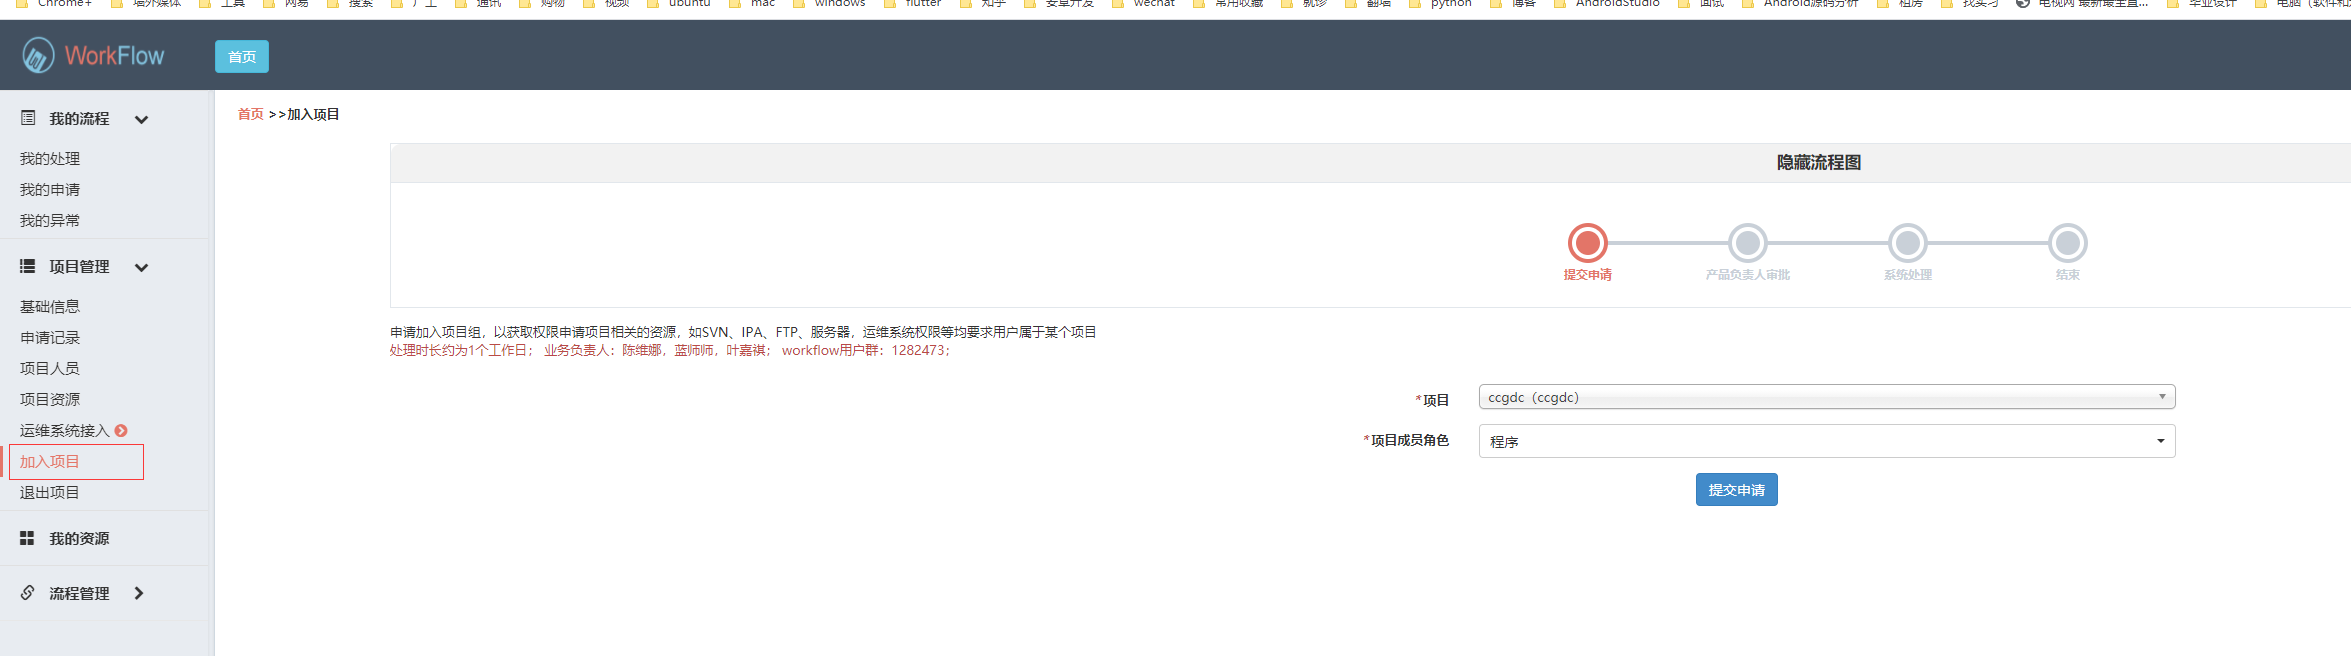 Chrome+ 墙外媒体 工具 网易 搜索 广工 通讯 购物 视频 ubuntu mac windows flutter 知乎 安卓开发 wechat 常用收藏 就诊 翻墙 python 博客 AndroidStudio 面试 Android源码分析 租房 找实习 电视网 最新最全直... 毕业设计
WorkFlow
首页
我的流程
我的处理
我的申请
我的异常
项目管理
基础信息
申请记录
项目人员
项目资源
运维系统接入
加入项目
退出项目
我的资源
流程管理
首页 >>加入项目
隐藏流程图
提交申请 产品负责人审批 系统处理 结束
申请加入项目组，以获取权限申请项目相关的资源，如SVN、IPA、FTP、服务器，运维系统权限等均要求用户属于某个项目
处理时长约为1个工作日； 业务负责人：陈维娜，蓝师师，叶嘉祺； workflow用户群：1282473；
*项目 ccgdc（ccgdc）
*项目成员角色 程序
提交申请